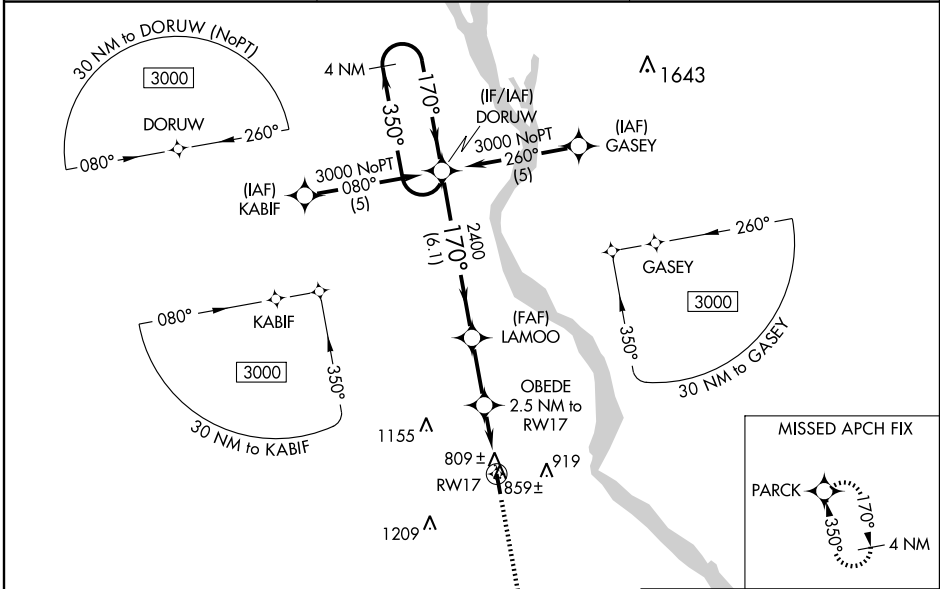 30 NM to DORUW (NoPT)
3000
DORUW
080°
260°
4 NM
170°
350°
(IF/IAF)
DORUW
1643
3000 NoPT
260°
(5)
(IAF)
GASEY
3000 NoPT
080°
(5)
(IAF)
KABIF
2400
170°
(6.1)
260°
GASEY
3000
350°
30 NM to GASEY
080°
KABIF
3000
350°
30 NM to KABIF
(FAF)
LAMOO
OBEDE
2.5 NM to
RW17
1155
809 ±
919
RW17
859 ±
1209
MISSED APCH FIX
PARCK
170°
350°
4 NM